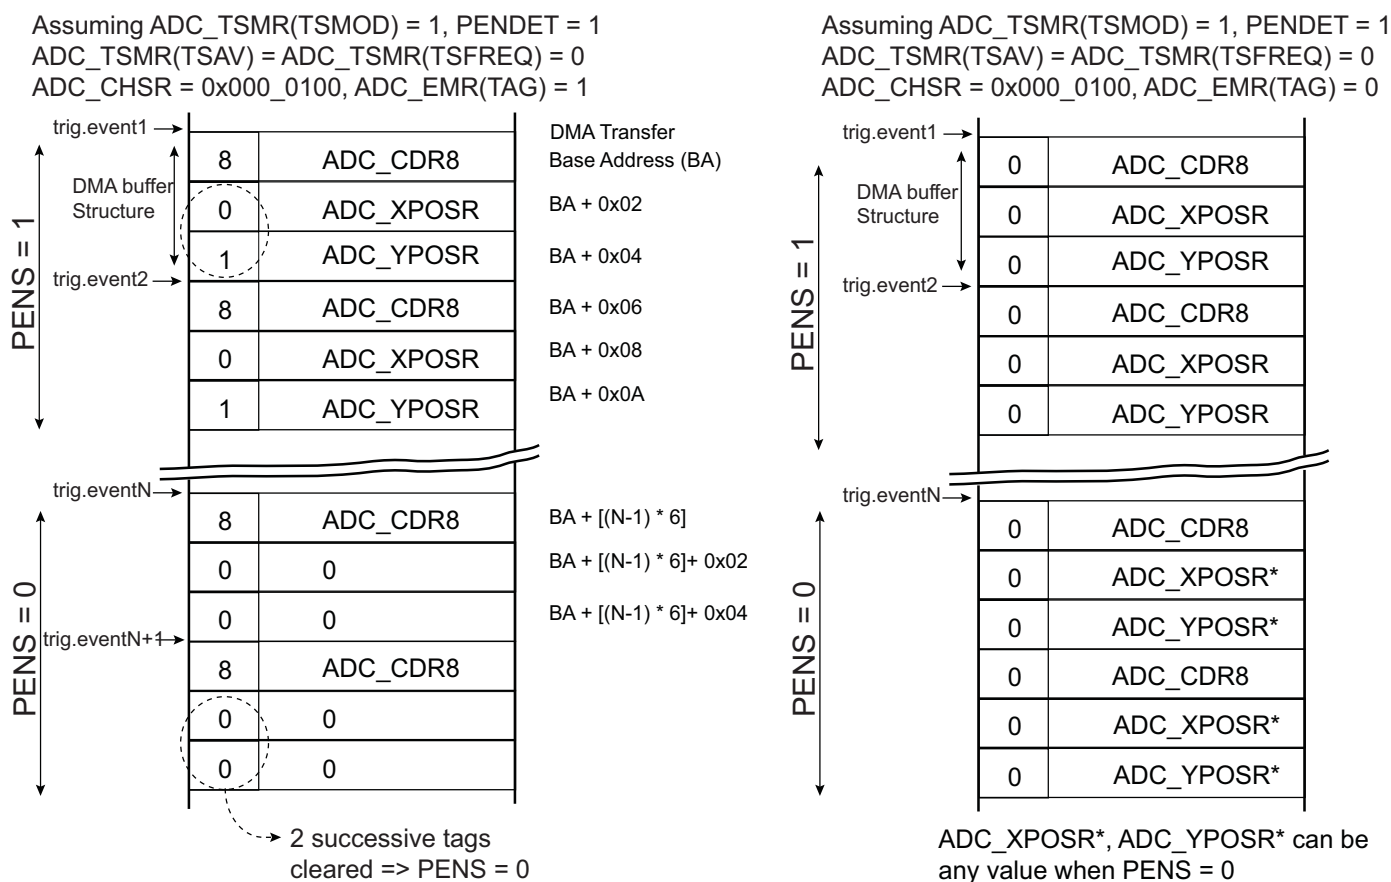 Assuming ADC_TSMR(TSMOD) = 1, PENDET = 1
ADC_TSMR(TSAV) = ADC_TSMR(TSFREQ) = 0
ADC_CHSR = 0x000_0100, ADC_EMR(TAG) = 1
trig.event1
DMA Transfer
Base Address (BA)
8 ADC_CDR8
DMA buffer
Structure
0 ADC_XPOSR BA + 0x02
1 ADC_YPOSR BA + 0x04
PENS = 1
trig.event2
8 ADC_CDR8 BA + 0x06
0 ADC_XPOSR BA + 0x08
1 ADC_YPOSR BA + 0x0A
trig.eventN
8 ADC_CDR8 BA + [(N-1) * 6]
0 0 BA + [(N-1) * 6]+ 0x02
0 0 BA + [(N-1) * 6]+ 0x04
PENS = 0
trig.eventN+1
8 ADC_CDR8
0 0
0 0
2 successive tags
cleared => PENS = 0
Assuming ADC_TSMR(TSMOD) = 1, PENDET = 1
ADC_TSMR(TSAV) = ADC_TSMR(TSFREQ) = 0
ADC_CHSR = 0x000_0100, ADC_EMR(TAG) = 0
trig.event1
0 ADC_CDR8
DMA buffer
Structure
0 ADC_XPOSR
0 ADC_YPOSR
PENS = 1
trig.event2
0 ADC_CDR8
0 ADC_XPOSR
0 ADC_YPOSR
trig.eventN
0 ADC_CDR8
0 ADC_XPOSR*
0 ADC_YPOSR*
PENS = 0
0 ADC_CDR8
0 ADC_XPOSR*
0 ADC_YPOSR*
ADC_XPOSR*, ADC_YPOSR* can be
any value when PENS = 0